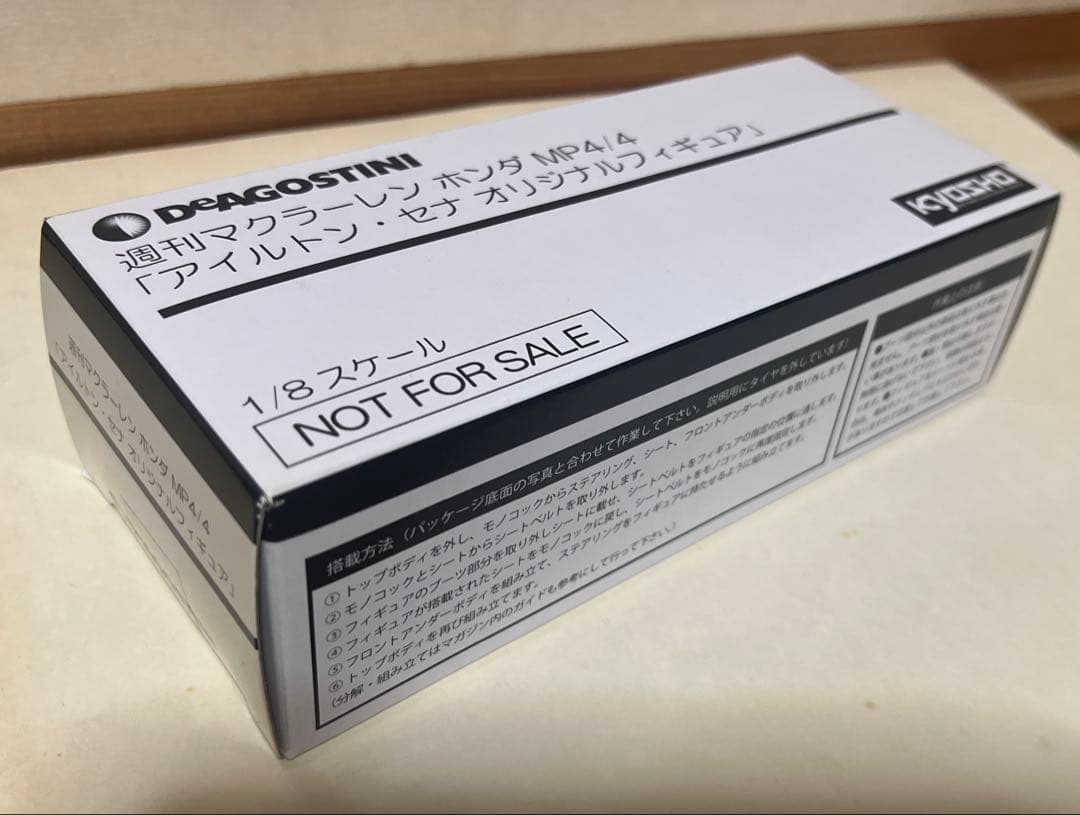 DeAGOSTINI
週刊マクラーレン ホンダ MP4/4
「アイルトン・セナ オリジナルフィギュア」
1/8スケール
NOT FOR SALE
KYOSHO
週刊マクラーレン ホンダ MP4/4
「アイルトン・セナ オリジナルフィギュア」
搭載方法（パッケージ底面の写真と合わせて作業して下さい。説明用にタイヤを外しています）
① トップボディを外し、モノコックからステアリング、シート、フロントアンダーボディを取り外します。
② モノコックとシートからシートベルトを取り外します。
③ フィギュアのブーツ部分を取り外しシートに載せ、シートベルトをフィギュアの指定の位置に通します。
④ フィギュアが搭載されたシートをモノコックに戻し、シートベルトをモノコックに再度固定します。
⑤ フロントアンダーボディを組み立て、ステアリングをフィギュアに持たせるように組み立てます。
⑥ トップボディを再び組み立てます。
（分解・組み立てはマガジン内のガイドも参考にして行って下さい。）